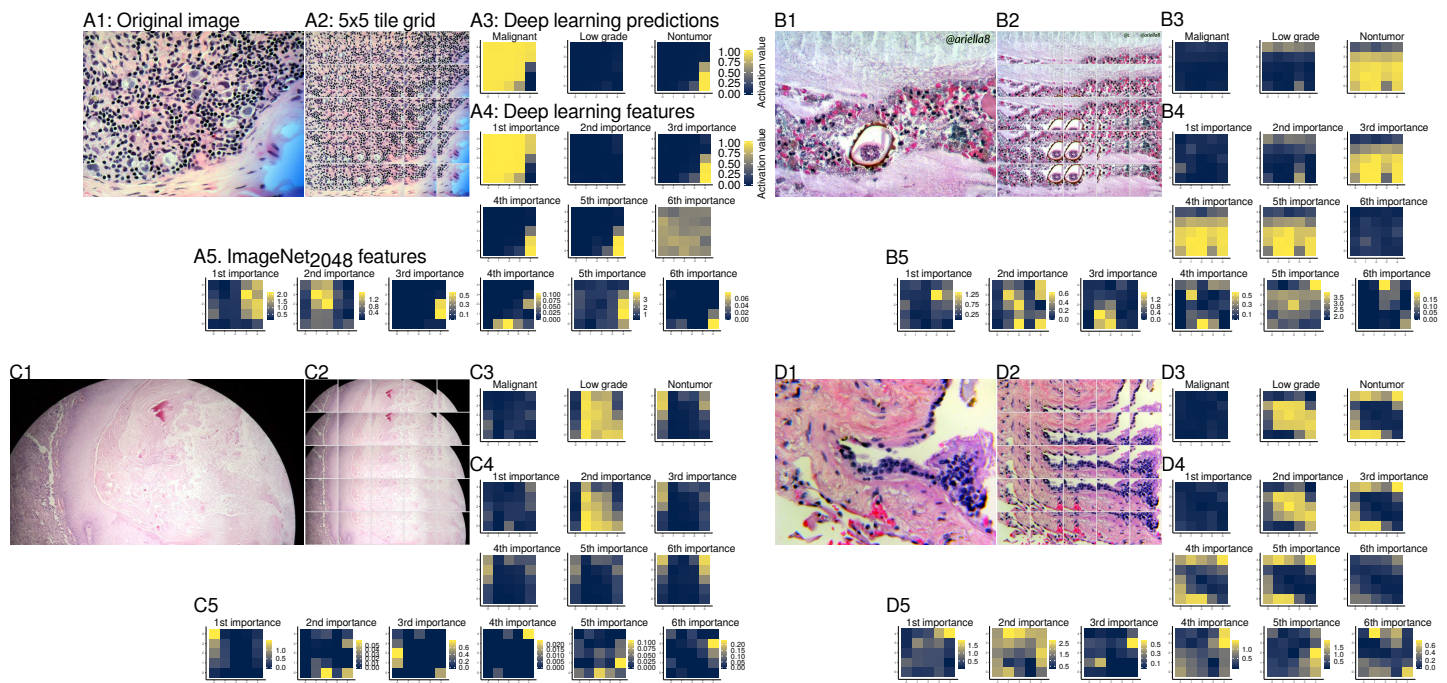 A1: Original image
A2: 5x5 tile grid
A3: Deep learning predictions
Malignant
Low grade
Nontumor
1.00
0.75
0.50
0.25
0.00
Activation value
A4: Deep learning features
1st importance
2nd importance
3rd importance
1.00
0.75
0.50
0.25
0.00
Activation value
4th importance
5th importance
6th importance
A5. ImageNet2048 features
1st importance
2nd importance
3rd importance
4th importance
5th importance
6th importance
2.0
1.5
0.5
1.2
0.8
0.4
0.5
0.3
0.1
0.100
0.075
0.050
0.025
0.000
3
2
1
0.06
0.04
0.02
0.00
B1
@ariella8
B2
B3
Malignant
Low grade
Nontumor
B4
1st importance
2nd importance
3rd importance
4th importance
5th importance
6th importance
B5
1st importance
2nd importance
3rd importance
4th importance
5th importance
6th importance
1.25
0.75
0.25
0.6
0.4
0.2
0.0
1.2
0.8
0.4
0.0
0.5
0.3
0.1
3.5
3.0
2.5
2.0
0.15
0.10
0.05
0.00
C1
C2
C3
Malignant
Low grade
Nontumor
C4
1st importance
2nd importance
3rd importance
4th importance
5th importance
6th importance
C5
1st importance
2nd importance
3rd importance
4th importance
5th importance
6th importance
1.0
0.5
0.05
0.04
0.03
0.02
0.01
0.00
0.6
0.4
0.2
0.0
0.020
0.015
0.010
0.005
0.000
0.100
0.075
0.050
0.025
0.000
0.20
0.15
0.10
0.05
0.00
D1
D2
D3
Malignant
Low grade
Nontumor
D4
1st importance
2nd importance
3rd importance
4th importance
5th importance
6th importance
D5
1st importance
2nd importance
3rd importance
4th importance
5th importance
6th importance
1.5
1.0
0.5
2.5
1.5
0.5
0.5
0.3
0.1
1.0
0.5
1.5
1.0
0.5
0.6
0.4
0.2
0.0